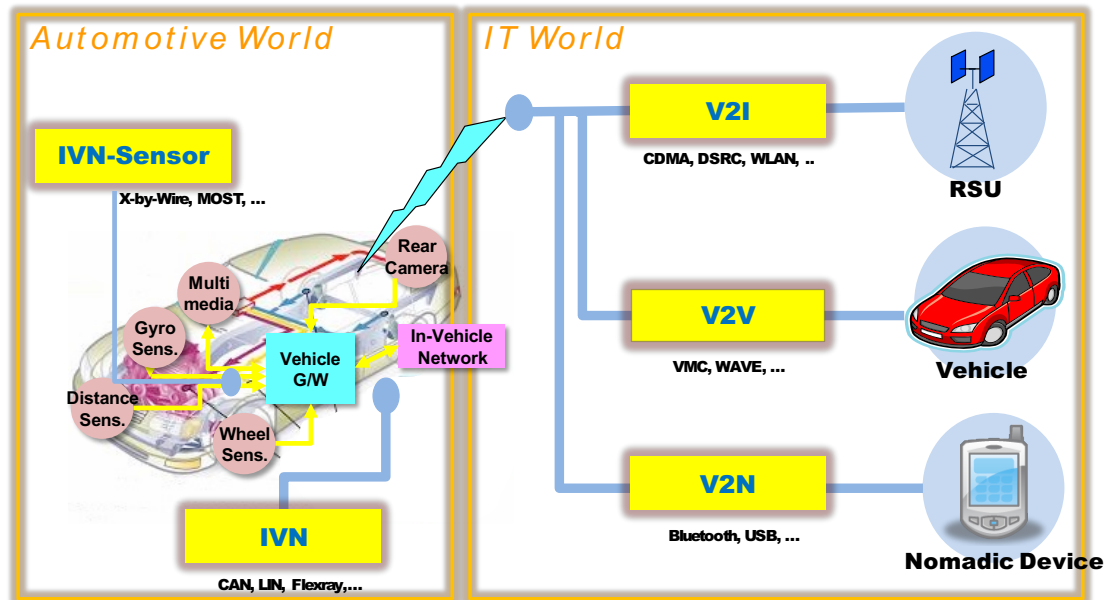 Automotive World
IT World
IVN-Sensor
X-by-Wire, MOST, ...
Rear
Camera
Multi
media
Gyro
Sens.
Distance
Sens.
Wheel
Sens.
Vehicle
G/W
In-Vehicle
Network
IVN
CAN, LIN, Flexray,...
V2I
CDMA, DSRC, WLAN, ..
RSU
V2V
VMC, WAVE, ...
Vehicle
V2N
Bluetooth, USB, ...
Nomadic Device